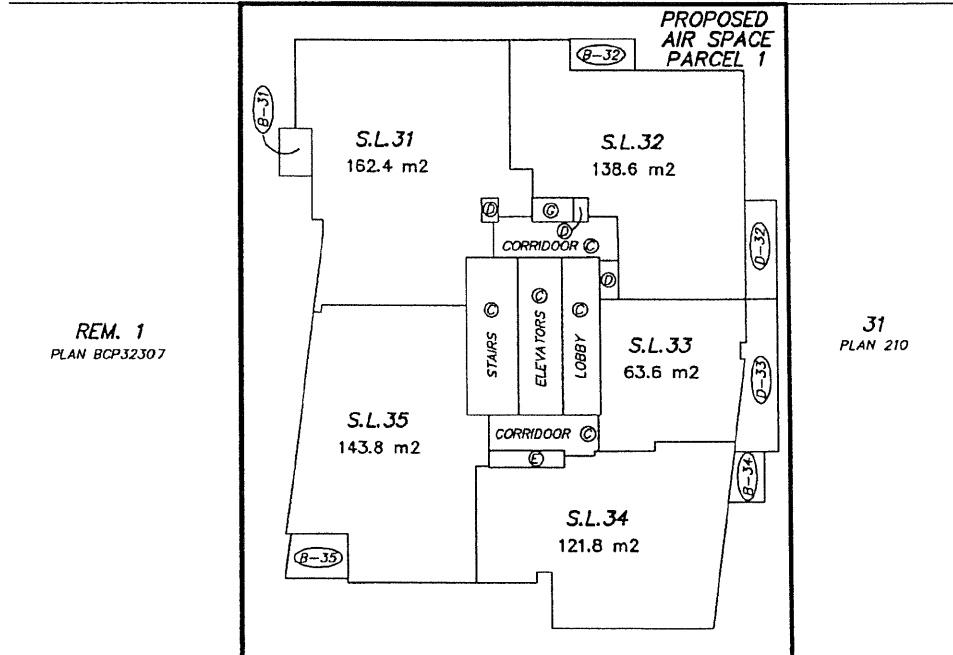 PROPOSED
AIR SPACE
PARCEL 1
B-32
B-31
S.L.31
162.4 m2
S.L.32
138.6 m2
D
G
D
CORRIDOOR C
D-32
D
C
STAIRS
C
ELEVATORS
C
LOBBY
REM. 1
PLAN BCP32307
31
PLAN 210
S.L.33
63.6 m2
D-33
S.L.35
143.8 m2
CORRIDOOR C
E
B-34
S.L.34
121.8 m2
B-35